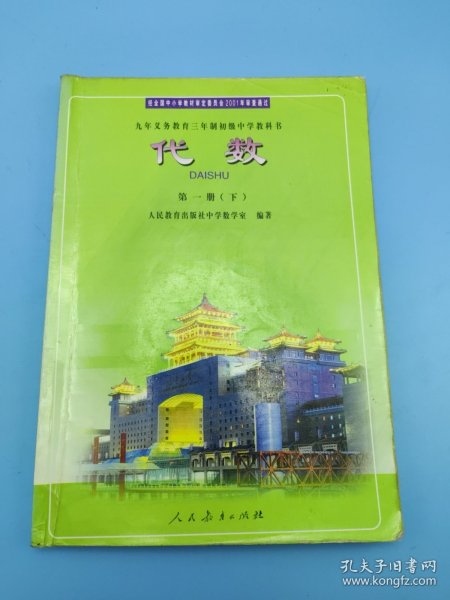 经全国中小学教材审定委员会2001年审查通过
九年义务教育三年制初级中学教科书
代数
DAISHU
第一册(下)
人民教育出版社中学数学室 编著
人民教育出版社
孔夫子旧书网
www.kongfz.com